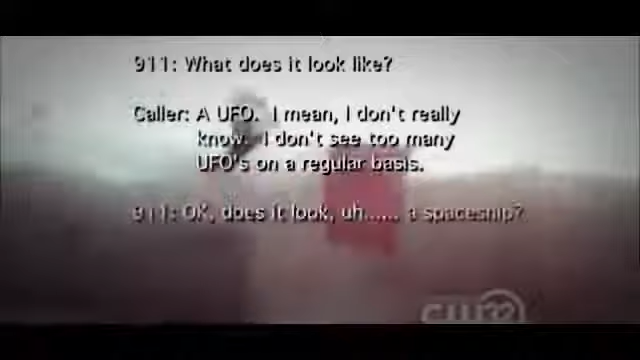 911: What does it look like?
Caller: A UFO. I mean, I don't really
know. I don't see too many
UFO's on a regular basis.
911: OK, does it look, uh...... a spaceship?
CW32